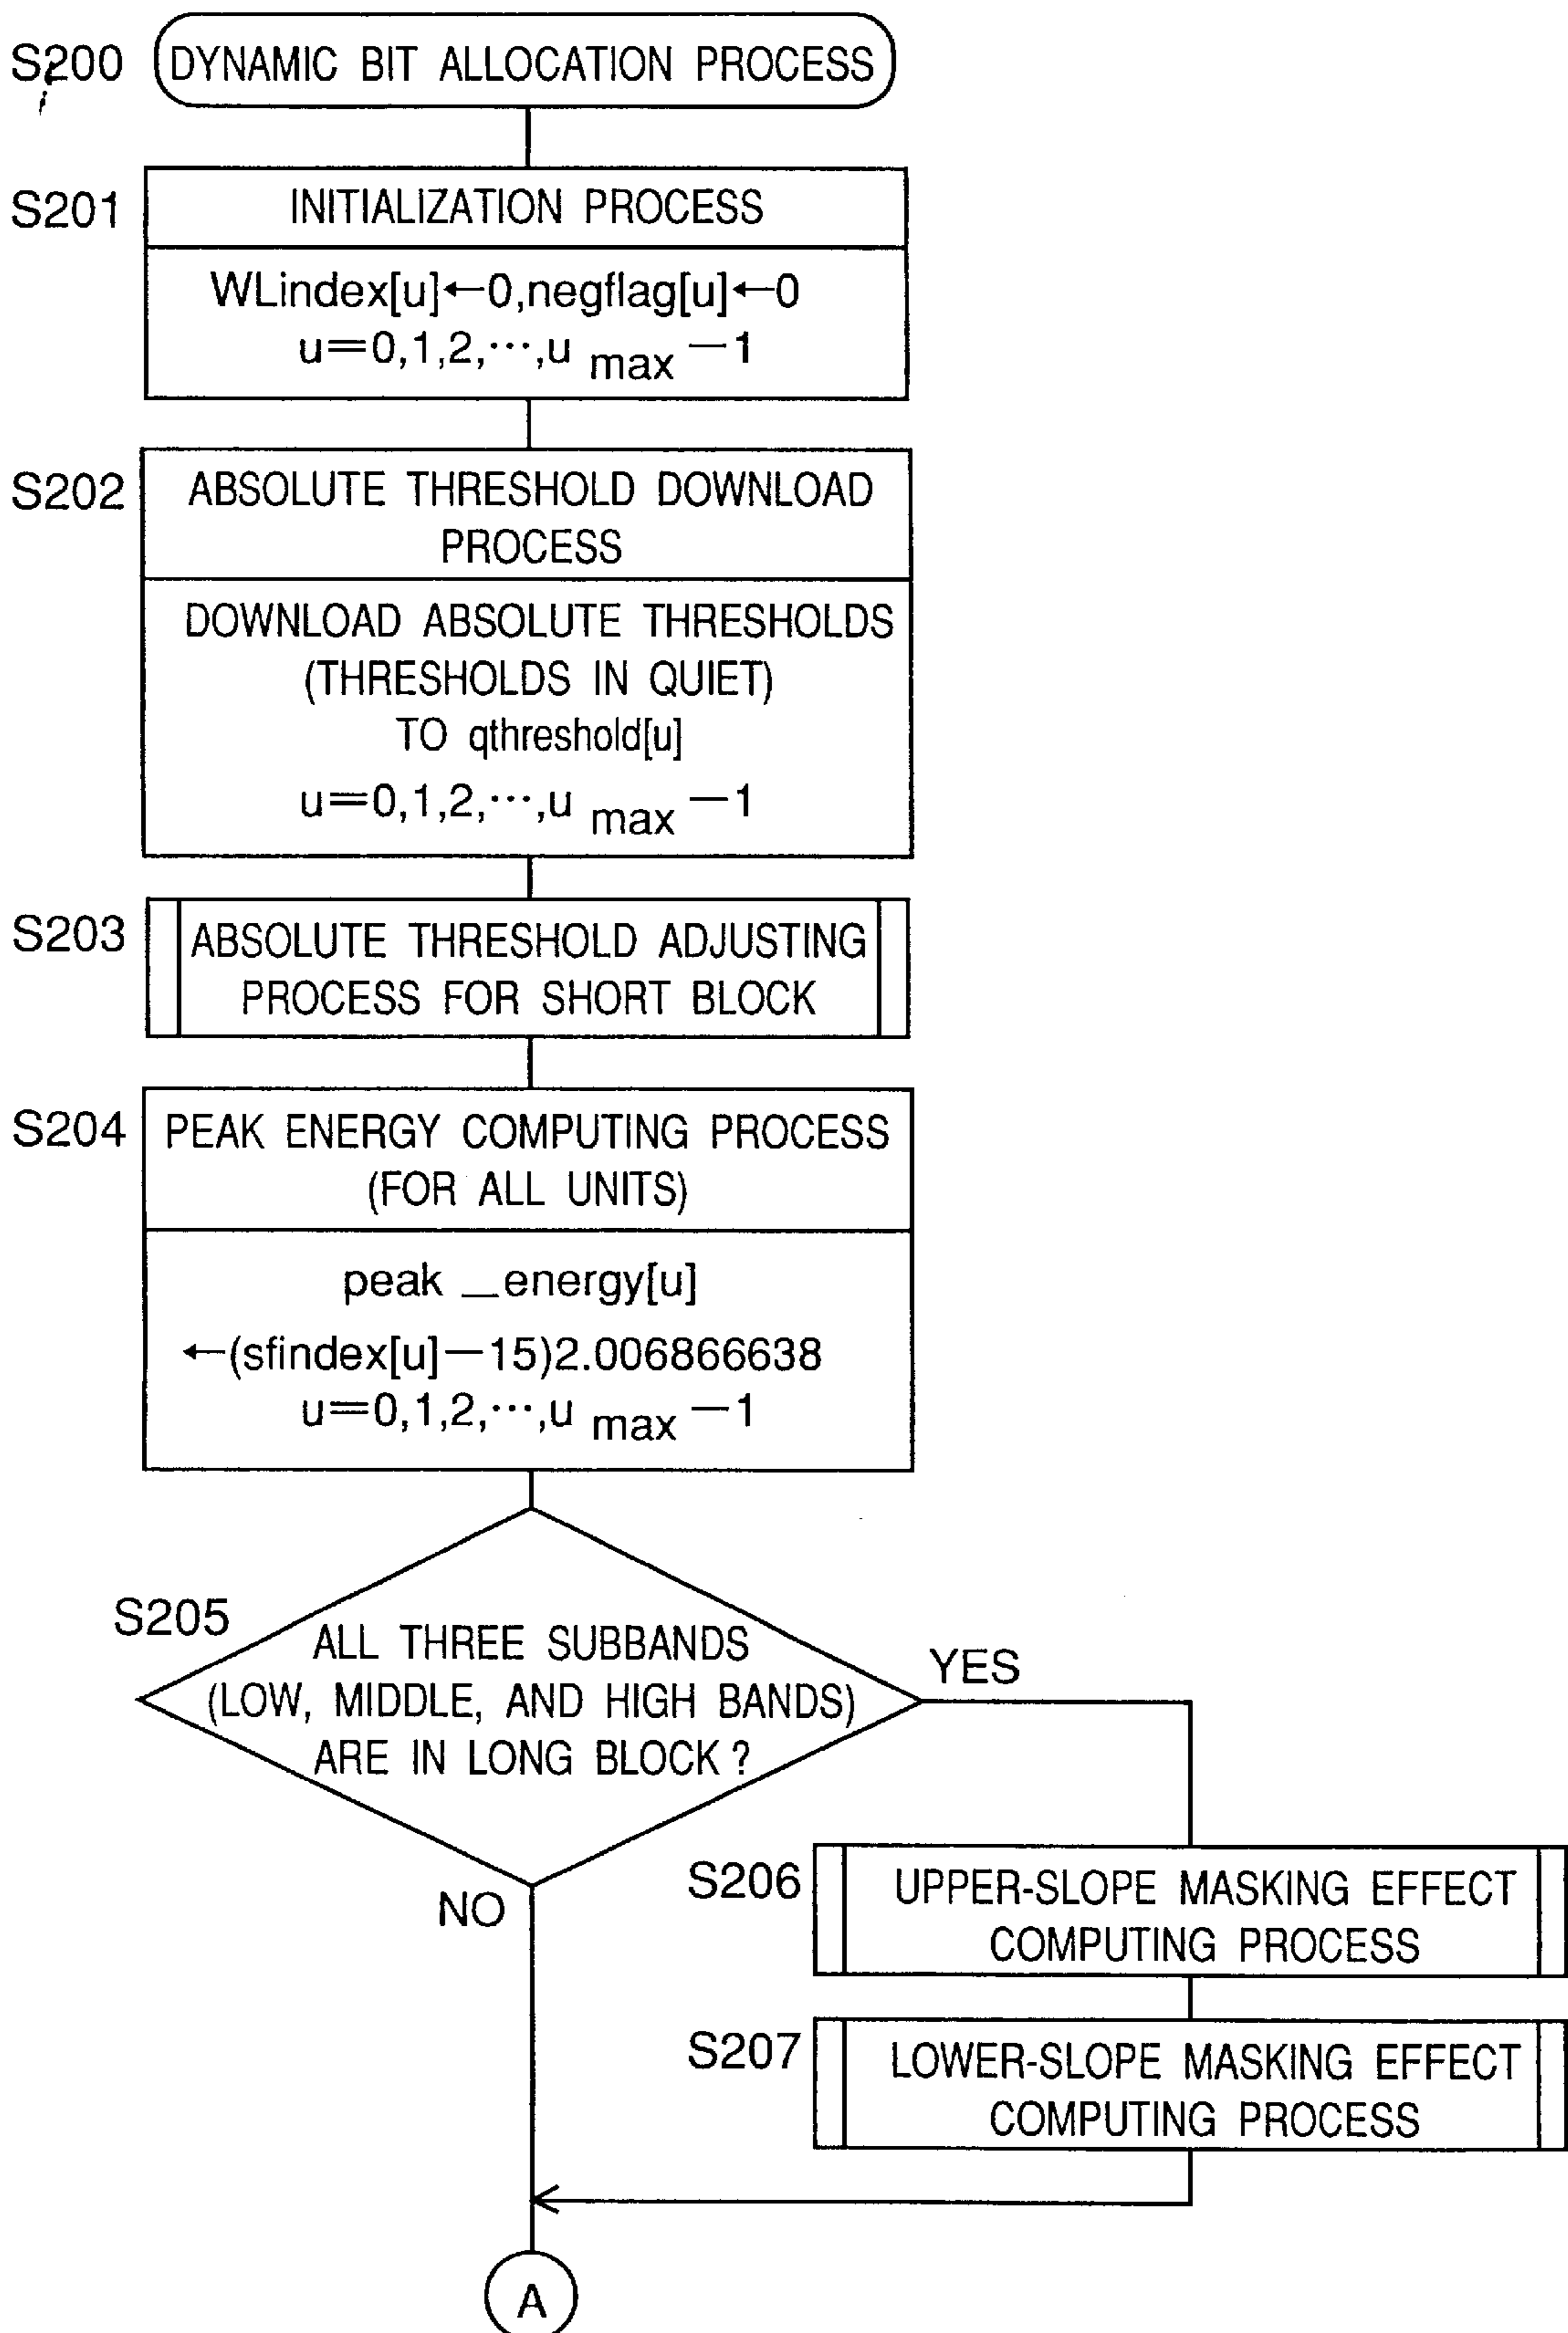 S200
DYNAMIC BIT ALLOCATION PROCESS
S201
INITIALIZATION PROCESS
WLindex[u]←0,negflag[u]←0
u=0,1,2,⋯,u max −1
S202
ABSOLUTE THRESHOLD DOWNLOAD
PROCESS
DOWNLOAD ABSOLUTE THRESHOLDS
(THRESHOLDS IN QUIET)
TO qthreshold[u]
u=0,1,2,⋯,u max −1
S203
ABSOLUTE THRESHOLD ADJUSTING
PROCESS FOR SHORT BLOCK
S204
PEAK ENERGY COMPUTING PROCESS
(FOR ALL UNITS)
peak _energy[u]
←(sfindex[u]−15)2.006866638
u=0,1,2,⋯,u max −1
S205
ALL THREE SUBBANDS
(LOW, MIDDLE, AND HIGH BANDS)
ARE IN LONG BLOCK ?
YES
NO
S206
UPPER-SLOPE MASKING EFFECT
COMPUTING PROCESS
S207
LOWER-SLOPE MASKING EFFECT
COMPUTING PROCESS
A